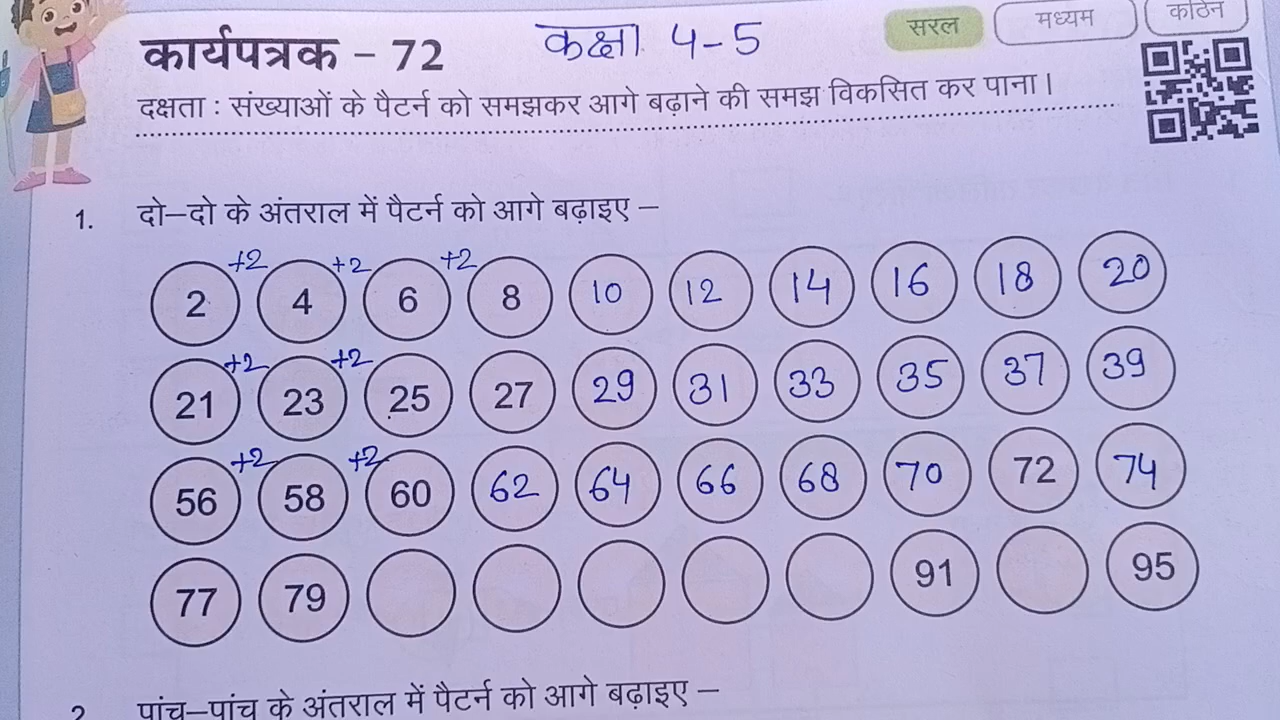 सरल मध्यम कठिन
कार्यपत्रक – 72 कक्षा 4-5
दक्षता : संख्याओं के पैटर्न को समझकर आगे बढ़ाने की समझ विकसित कर पाना।
1. दो–दो के अंतराल में पैटर्न को आगे बढ़ाइए –
+2 +2 +2
2 4 6 8 10 12 14 16 18 20
+2 +2
21 23 25 27 29 31 33 35 37 39
+2 +2
56 58 60 62 64 66 68 70 72 74
77 79 91 95
2. पांच–पांच के अंतराल में पैटर्न को आगे बढ़ाइए –